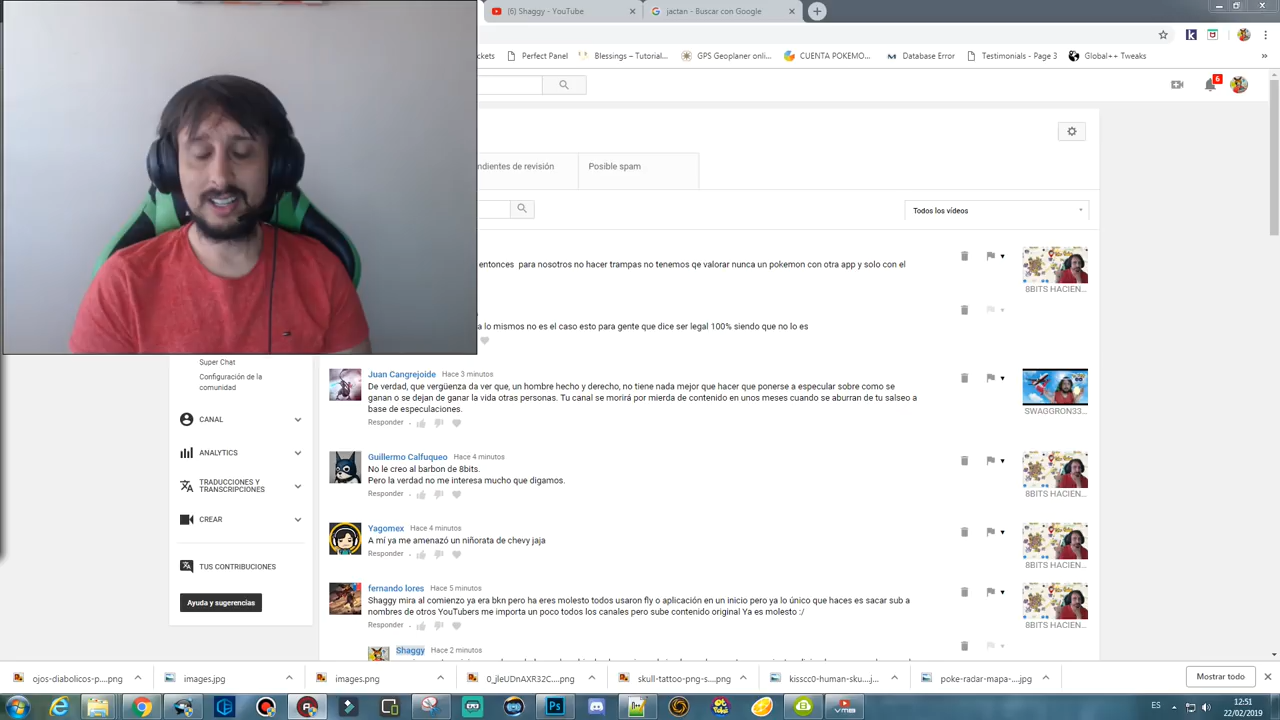 (6) Shaggy - YouTube
jactan - Buscar con Google
ckets
Perfect Panel
Blessings – Tutorial...
GPS Geoplaner onli...
CUENTA POKEMO...
Database Error
Testimonials - Page 3
Global++ Tweaks
»
6
ndientes de revisión
Posible spam
Todos los vídeos
entonces para nosotros no hacer trampas no tenemos qe valorar nunca un pokemon con otra app y solo con el
8BITS HACIEN...
a lo mismos no es el caso esto para gente que dice ser legal 100% siendo que no lo es
Super Chat
Configuración de la
comunidad
CANAL
ANALYTICS
TRADUCCIONES Y
TRANSCRIPCIONES
CREAR
TUS CONTRIBUCIONES
Ayuda y sugerencias
Juan Cangrejoide Hace 3 minutos
De verdad, que vergüenza da ver que, un hombre hecho y derecho, no tiene nada mejor que hacer que ponerse a especular sobre como se
ganan o se dejan de ganar la vida otras personas. Tu canal se morirá por mierda de contenido en unos meses cuando se aburran de tu salseo a
base de especulaciones.
Responder
SWAGGRON33...
Guillermo Calfuqueo Hace 4 minutos
No le creo al barbon de 8bits.
Pero la verdad no me interesa mucho que digamos.
Responder
8BITS HACIEN...
Yagomex Hace 4 minutos
A mí ya me amenazó un niñorata de chevy jaja
Responder
8BITS HACIEN...
fernando lores Hace 5 minutos
Shaggy mira al comienzo ya era bkn pero ha eres molesto todos usaron fly o aplicación en un inicio pero ya lo único que haces es sacar sub a
nombres de otros YouTubers me importa un poco todos los canales pero sube contenido original Ya es molesto :/
Responder
8BITS HACIEN...
Shaggy Hace 2 minutos
ojos-diabolicos-p....png
images.jpg
images.png
0_jleUDnAXR32C....png
skull-tattoo-png-s....png
kisscc0-human-sku...j...
poke-radar-mapa-....jpg
Mostrar todo
ES
12:51
22/02/2019